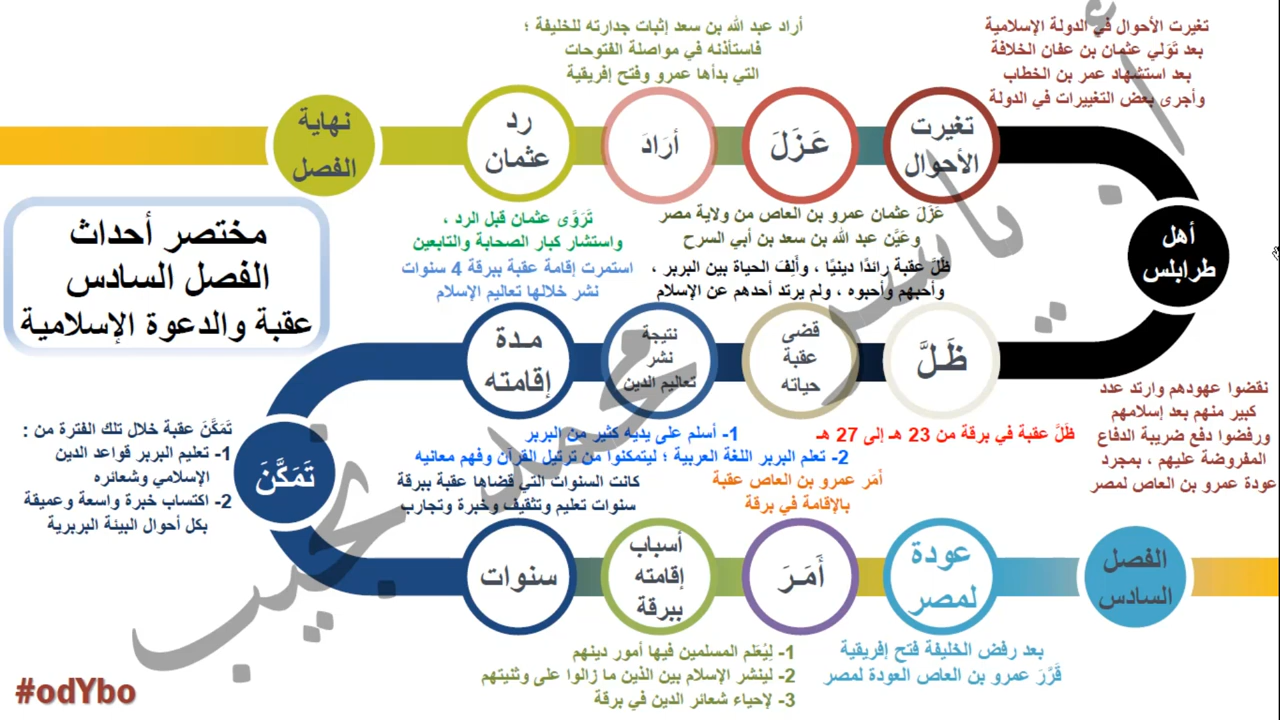 مختصر أحداث
الفصل السادس
عقبة والدعوة الإسلامية
الفصل
السادس
عودة
لمصر
بعد رفض الخليفة فتح إفريقية
قَرَّرَ عمرو بن العاص العودة لمصر
أَمَرَ
أمَر عمرو بن العاص عقبة
بالإقامة في برقة
أسباب
إقامته
ببرقة
1- لِيُعَلم المسلمين فيها أمور دينهم
2- لَينشر الإسلام بين الذين ما زالوا على وثنيتهم
3- لإحياء شعائر الدين في برقة
سنوات
كانت السنوات التي قضاها عقبة ببرقة
سنوات تعليم وتثقيف وخبرة وتجارب
تَمَكَّنَ
تَمَكَّنَ عقبة خلال تلك الفترة من :
1- تعليم البربر قواعد الدين
الإسلامي وشعائره
2- اكتساب خبرة واسعة وعميقة
بكل أحوال البيئة البربرية
مـدة
إقامته
استمرت إقامة عقبة ببرقة 4 سنوات
نشر خلالها تعاليم الإسلام
نتيجة
نشر
تعاليم الدين
1- أسلم على يديه كثير من البربر
2- تعلم البربر اللغة العربية ؛ ليتمكنوا من ترتيل القرآن وفهم معانيه
قضى
عقبة
حياته
ظَلَّ عقبة في برقة من 23 هـ إلى 27 هـ
ظَـلَّ
ظَلَّ عقبة رائدًا دينيًا ، وأَلِفَ الحياة بين البربر ،
وأحبهم وأحبوه ، ولم يرتد أحدهم عن الإسلام
أهل
طرابلس
نقضوا عهودهم وارتد عدد
كبير منهم بعد إسلامهم
ورفضوا دفع ضريبة الدفاع
المفروضة عليهم ، بمجرد
عودة عمرو بن العاص لمصر
تغيرت
الأحوال
تغيرت الأحوال في الدولة الإسلامية
بعد تَوَلي عثمان بن عفان الخلافة
بعد استشهاد عمر بن الخطاب
وأجرى بعض التغييرات في الدولة
عَـزَلَ
عَزَلَ عثمان عمرو بن العاص من ولاية مصر
وعَيَّن عبد الله بن سعد بن أبي السرح
أرَادَ
أراد عبد الله بن سعد إثبات جدارته للخليفة ؛
فاستأذنه في مواصلة الفتوحات
التي بدأها عمرو وفتح إفريقية
رد
عثمان
تَرَوَّى عثمان قبل الرد ،
واستشار كبار الصحابة والتابعين
نهاية
الفصل
أ. ياسر محمد نجيب
#odYbo